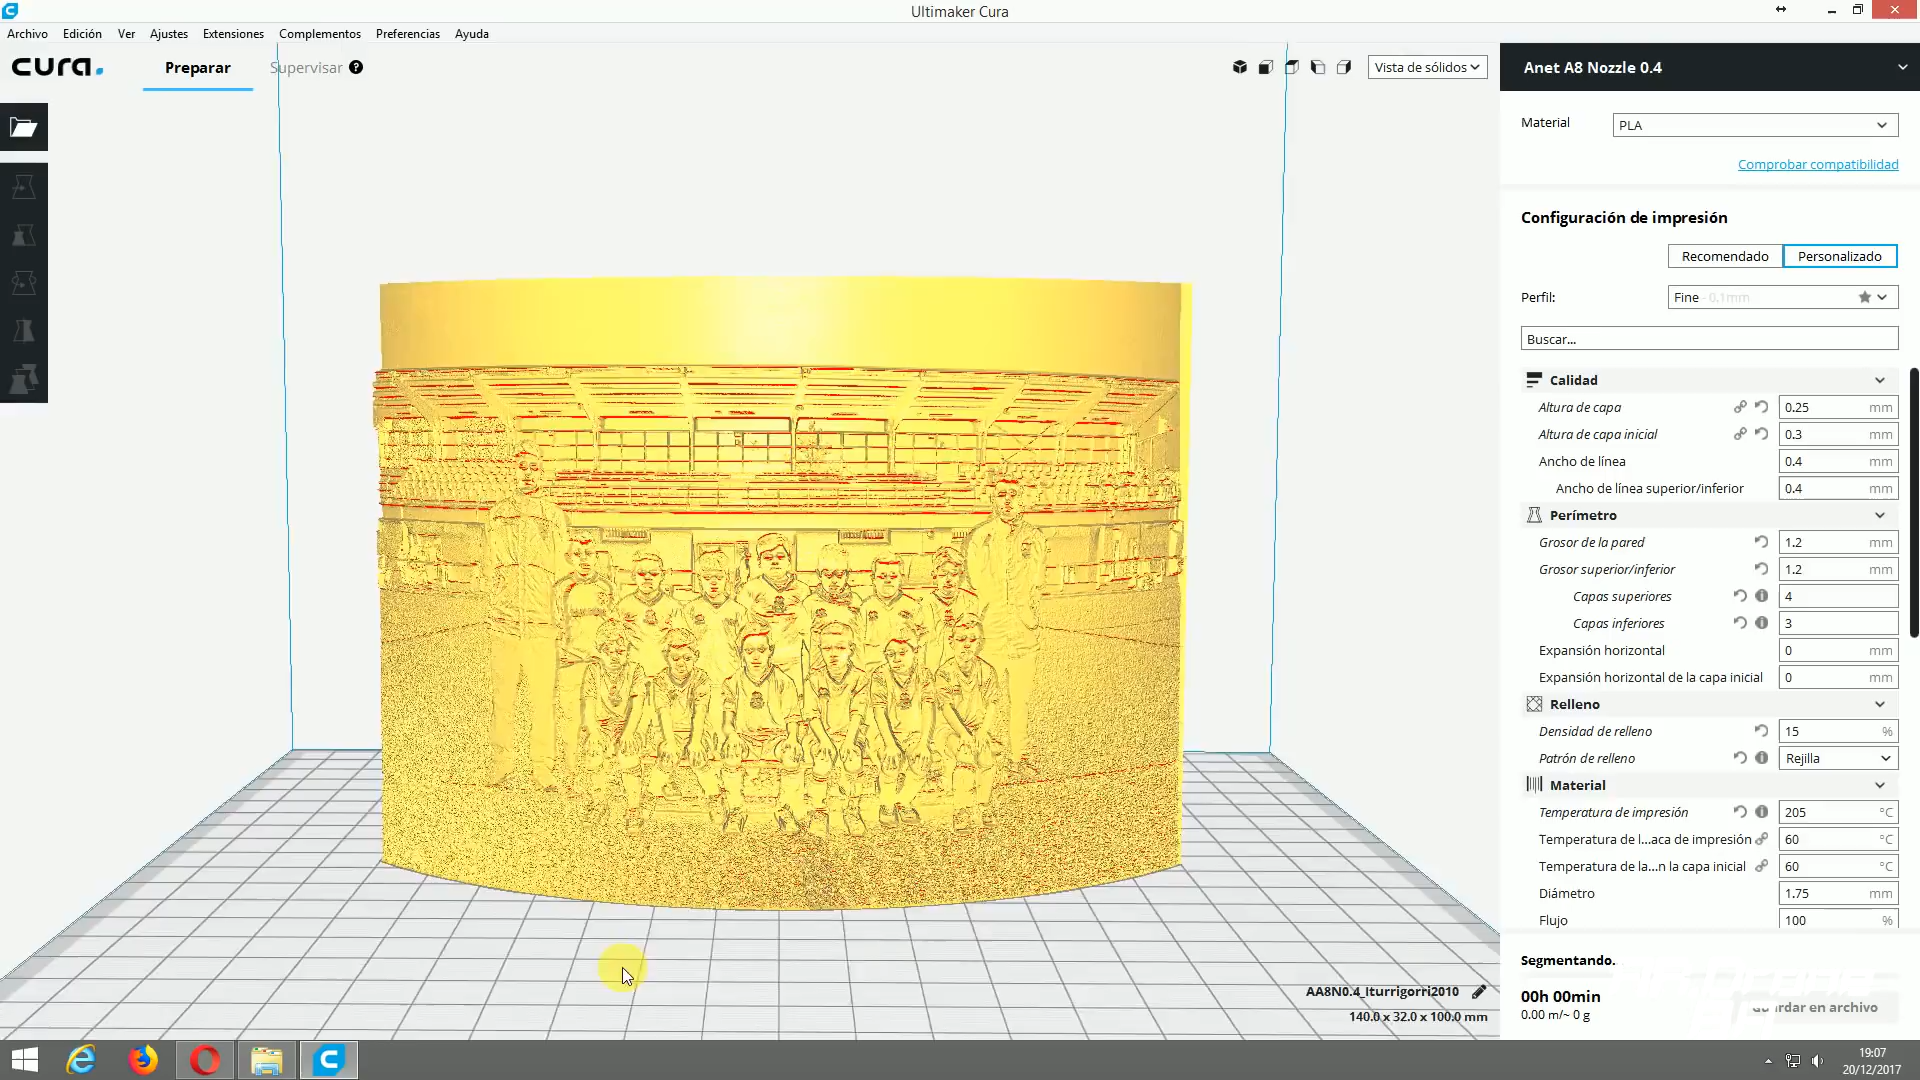 Ultimaker Cura
Archivo Edición Ver Ajustes Extensiones Complementos Preferencias Ayuda
cura.
Preparar
Supervisar ?
Vista de sólidos
Anet A8 Nozzle 0.4
Material PLA
Comprobar compatibilidad
Configuración de impresión
Recomendado Personalizado
Perfil: Fine - 0.1mm
Buscar...
Calidad
Altura de capa 0.25 mm
Altura de capa inicial 0.3 mm
Ancho de línea 0.4 mm
Ancho de línea superior/inferior 0.4 mm
Perímetro
Grosor de la pared 1.2 mm
Grosor superior/inferior 1.2 mm
Capas superiores 4
Capas inferiores 3
Expansión horizontal 0 mm
Expansión horizontal de la capa inicial 0 mm
Relleno
Densidad de relleno 15 %
Patrón de relleno Rejilla
Material
Temperatura de impresión 205 °C
Temperatura de l...aca de impresión 60 °C
Temperatura de la...n la capa inicial 60 °C
Diámetro 1.75 mm
Flujo 100 %
Segmentando.
00h 00min
0.00 m/~ 0 g
Guardar en archivo
AA8N0.4_Iturrigorri2010
140.0 x 32.0 x 100.0 mm
19:07
20/12/2017